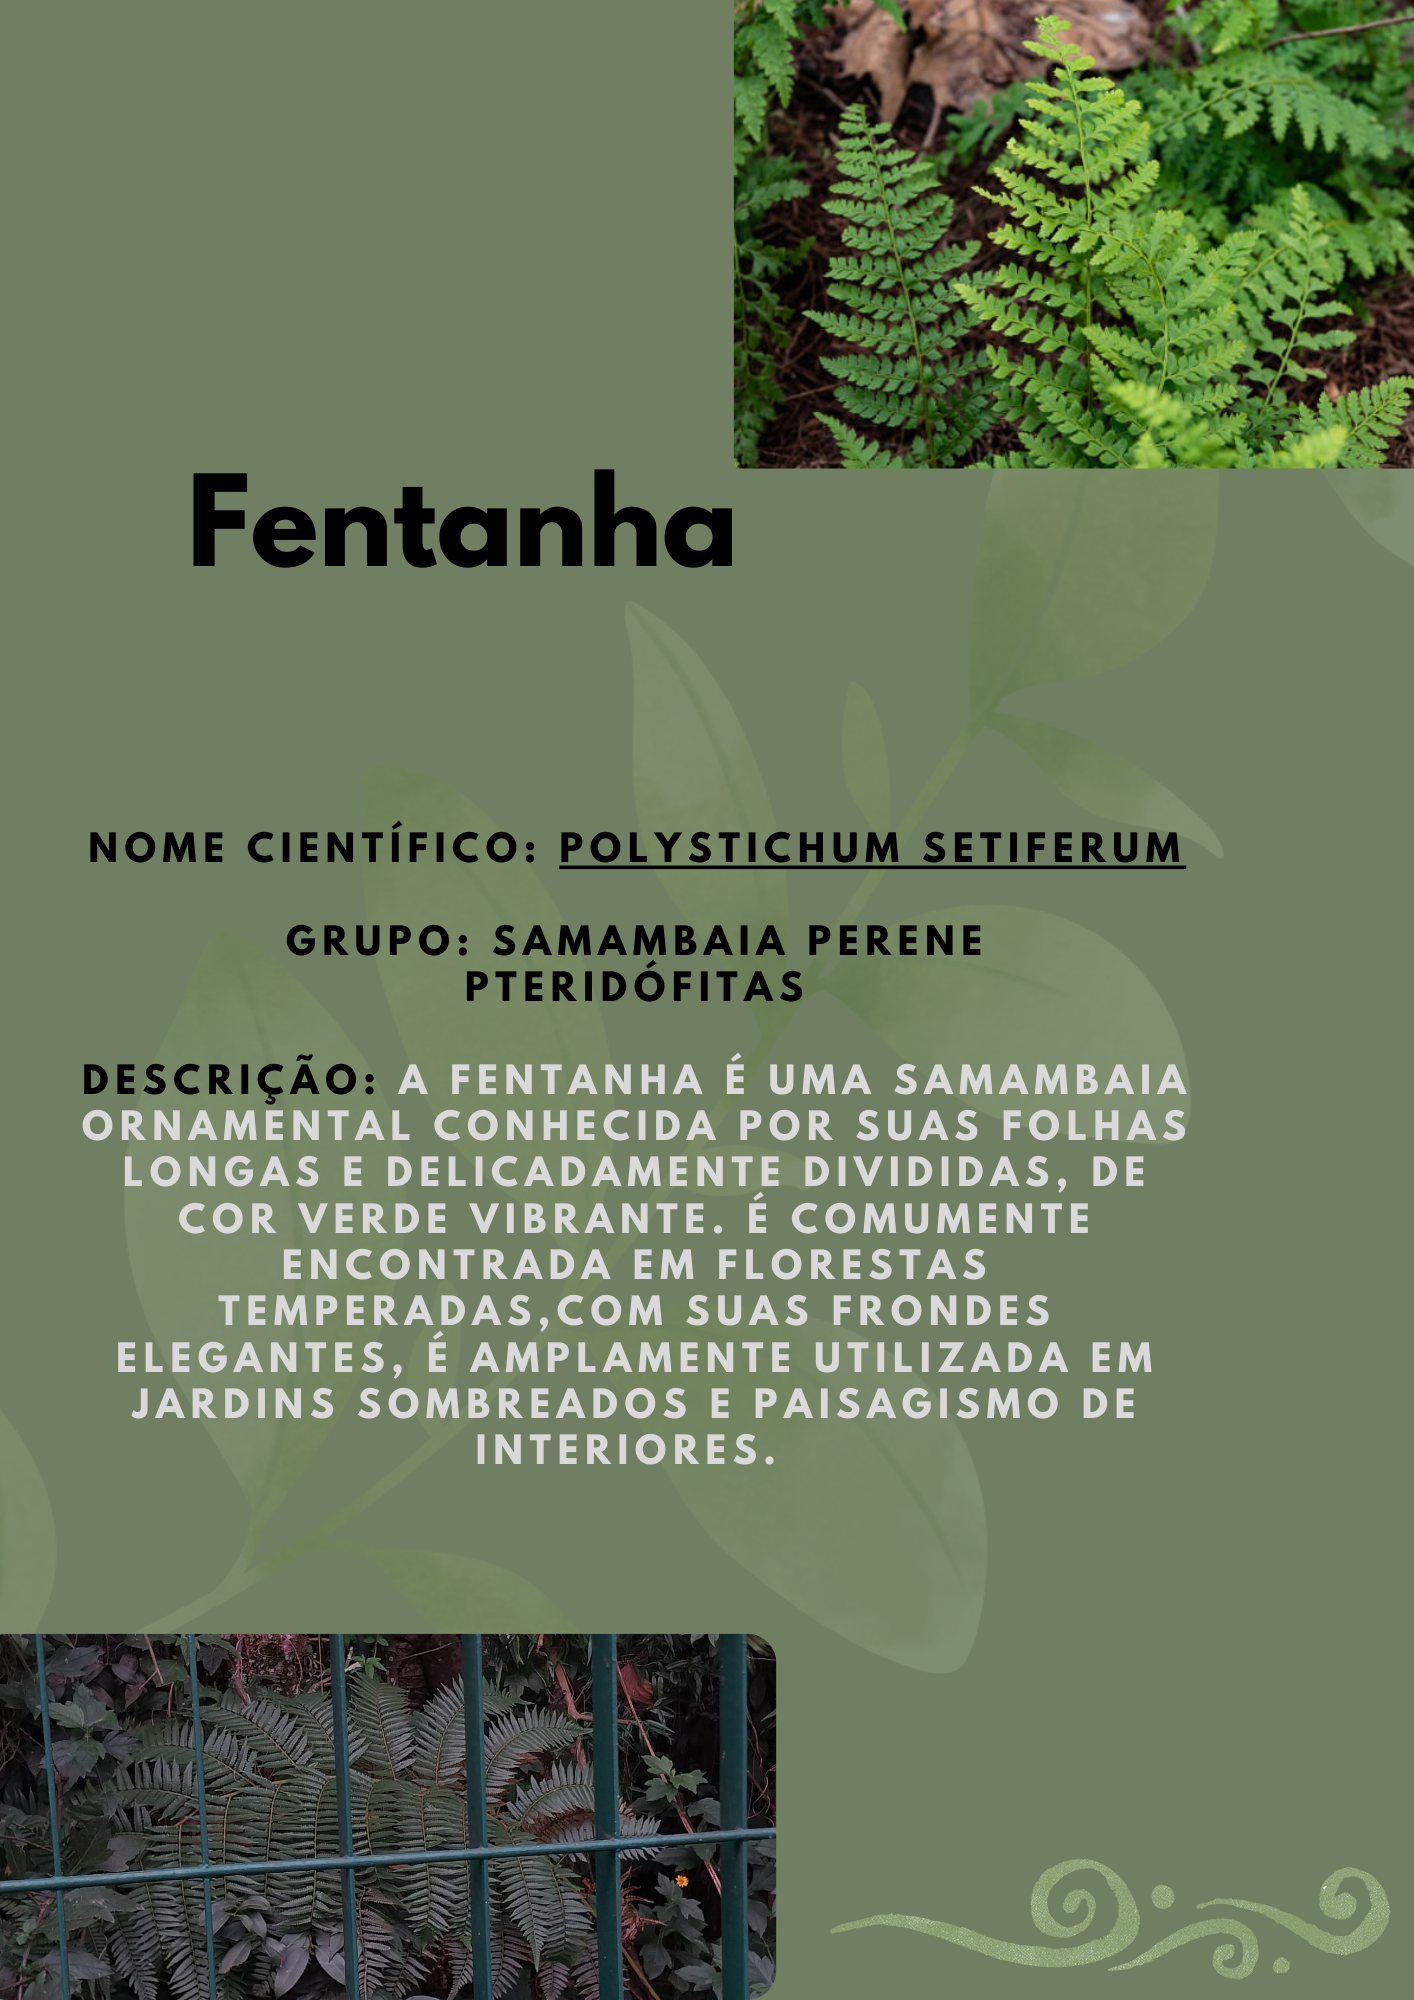 Fentanha
NOME CIENTÍFICO: POLYSTICHUM SETIFERUM
GRUPO: SAMAMBAIA PERENE
PTERIDÓFITAS
DESCRIÇÃO: A FENTANHA É UMA SAMAMBAIA
ORNAMENTAL CONHECIDA POR SUAS FOLHAS
LONGAS E DELICADAMENTE DIVIDIDAS, DE
COR VERDE VIBRANTE. É COMUMENTE
ENCONTRADA EM FLORESTAS
TEMPERADAS,COM SUAS FRONDES
ELEGANTES, É AMPLAMENTE UTILIZADA EM
JARDINS SOMBREADOS E PAISAGISMO DE
INTERIORES.